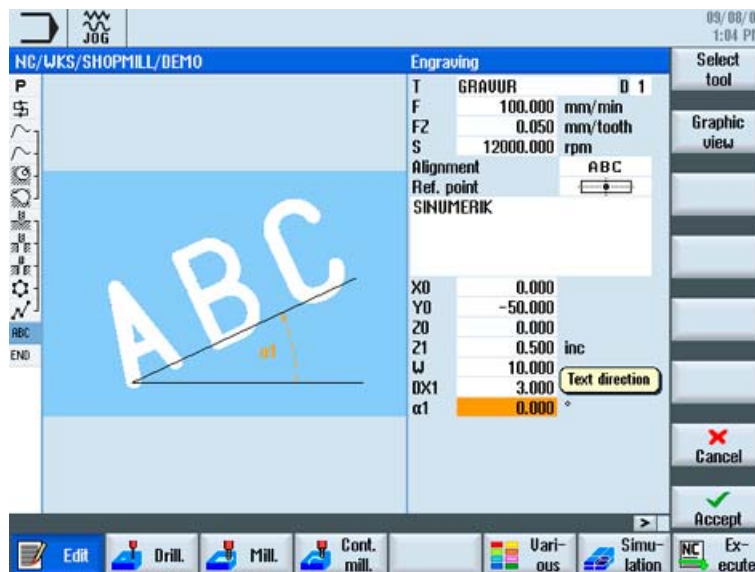 JOG
09/08/0
1:04 PM
NC/WKS/SHOPMILL/DEMO
Engraving
Select
tool
P
T GRAVUR D 1
F 100.000 mm/min
FZ 0.050 mm/tooth
S 12000.000 rpm
Graphic
view
Alignment ABC
Ref. point
SINUMERIK
ABC
α1
X0 0.000
Y0 -50.000
Z0 0.000
Z1 0.500 inc
W 10.000
DX1 3.000
Text direction
α1 0.000 °
ABC
END
Cancel
Accept
>
Edit
Drill.
Mill.
Cont.
mill.
Vari-
ous
Simu-
lation
NC
Ex-
ecute